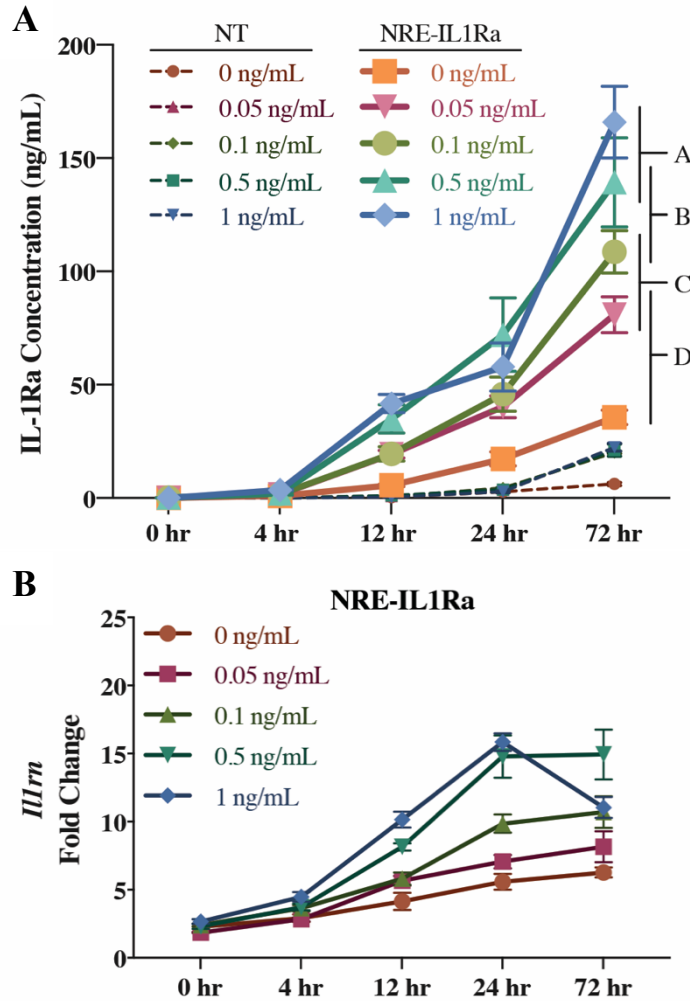 A
NT NRE-IL1Ra
0 ng/mL 0 ng/mL
0.05 ng/mL 0.05 ng/mL
0.1 ng/mL 0.1 ng/mL
0.5 ng/mL 0.5 ng/mL
1 ng/mL 1 ng/mL
IL-1Ra Concentration (ng/mL)
200
150
100
50
0
A
B
C
D
0 hr 4 hr 12 hr 24 hr 72 hr
B
NRE-IL1Ra
Il1rn
Fold Change
25
20
15
10
5
0
0 ng/mL
0.05 ng/mL
0.1 ng/mL
0.5 ng/mL
1 ng/mL
0 hr 4 hr 12 hr 24 hr 72 hr